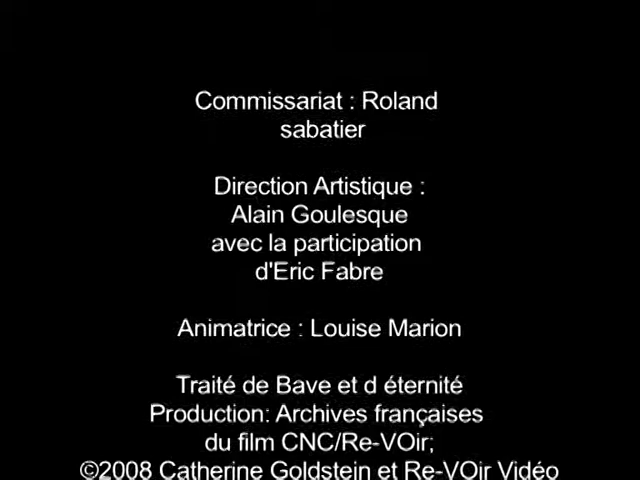 Commissariat : Roland
sabatier
Direction Artistique :
Alain Goulesque
avec la participation
d'Eric Fabre
Animatrice : Louise Marion
Traité de Bave et d éternité
Production: Archives françaises
du film CNC/Re-VOir;
©2008 Catherine Goldstein et Re-VOir Vidéo